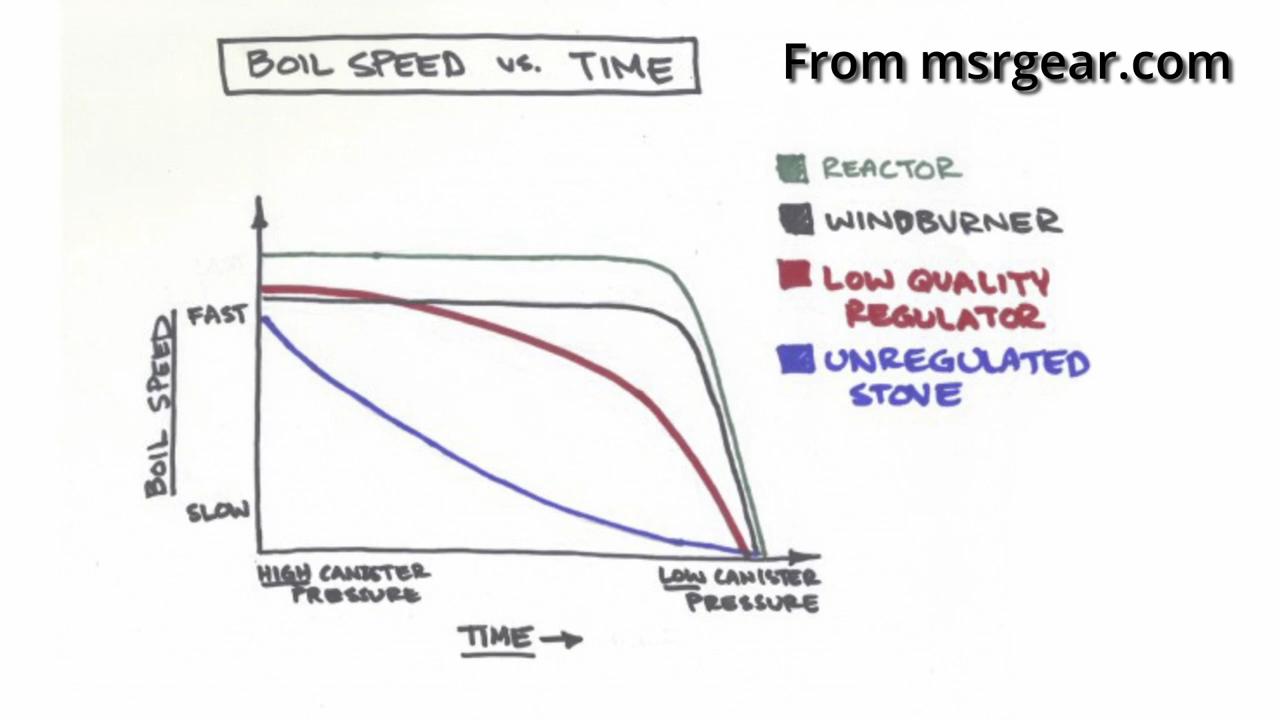 BOIL SPEED vs. TIME
From msrgear.com
REACTOR
WINDBURNER
LOW QUALITY
REGULATOR
UNREGULATED
STOVE
FAST
BOIL SPEED
SLOW
HIGH CANISTER
PRESSURE
LOW CANISTER
PRESSURE
TIME →